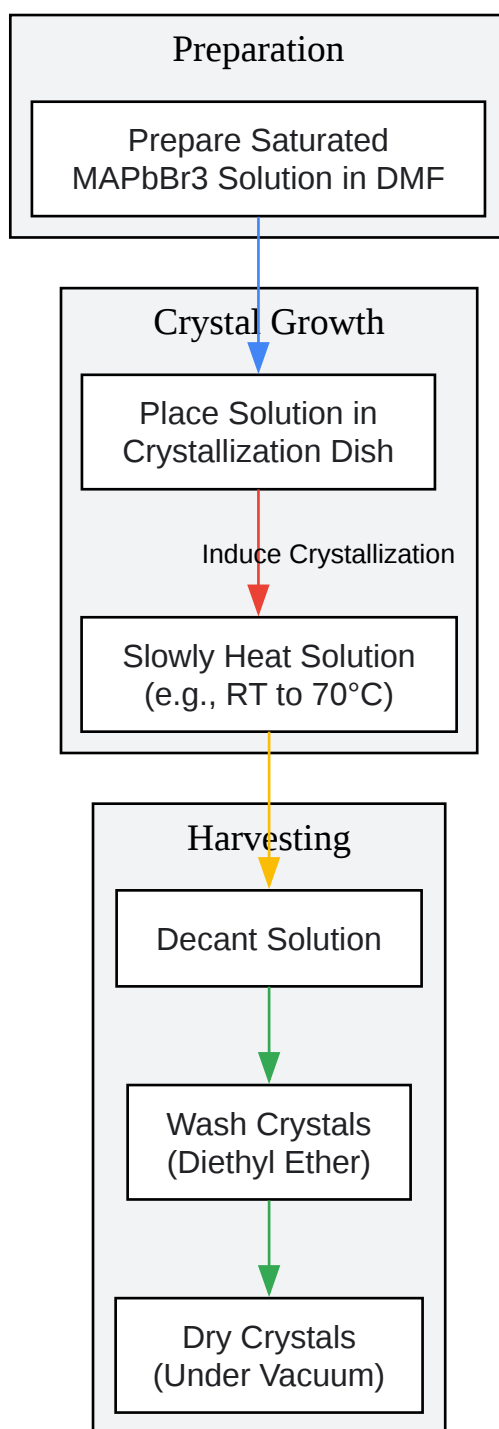 Preparation
Prepare Saturated
MAPbBr3 Solution in DMF
Crystal Growth
Place Solution in
Crystallization Dish
Induce Crystallization
Slowly Heat Solution
(e.g., RT to 70°C)
Harvesting
Decant Solution
Wash Crystals
(Diethyl Ether)
Dry Crystals
(Under Vacuum)